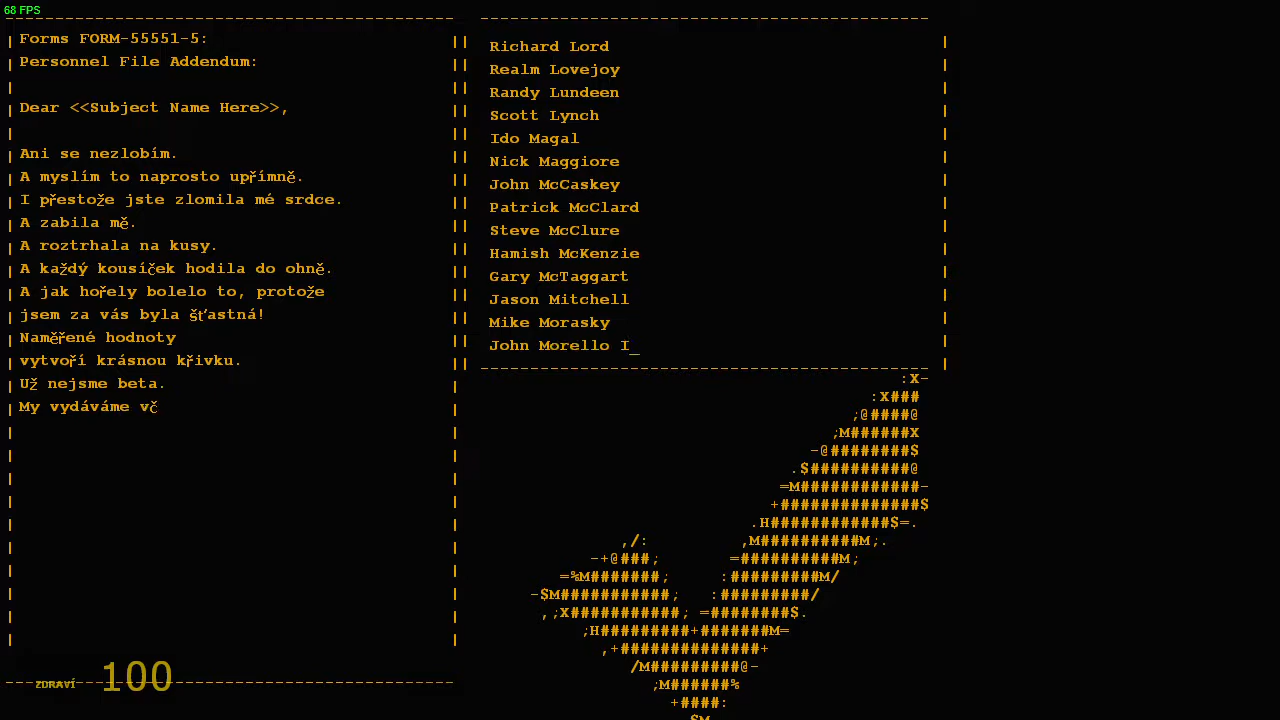 68 FPS
Forms FORM-55551-5:
Personnel File Addendum:
Dear <<Subject Name Here>>,
Ani se nezlobím.
A myslím to naprosto upřímně.
I přestože jste zlomila mé srdce.
A zabila mě.
A roztrhala na kusy.
A každý kousíček hodila do ohně.
A jak hořely bolelo to, protože
jsem za vás byla šťastná!
Naměřené hodnoty
vytvoří krásnou křivku.
Už nejsme beta.
My vydáváme vč
Richard Lord
Realm Lovejoy
Randy Lundeen
Scott Lynch
Ido Magal
Nick Maggiore
John McCaskey
Patrick McClard
Steve McClure
Hamish McKenzie
Gary McTaggart
Jason Mitchell
Mike Morasky
John Morello I_
ZDRAVÍ 100